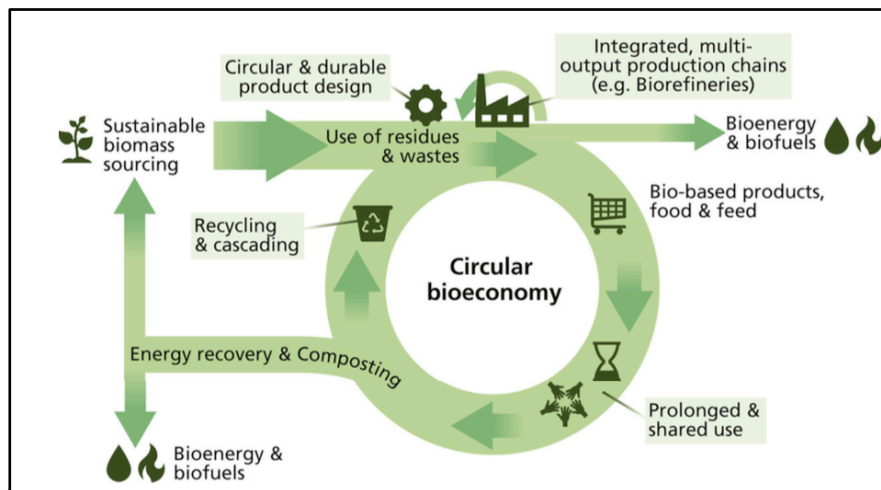 Circular & durable
product design
Integrated, multi-
output production chains
(e.g. Biorefineries)
Sustainable
biomass
sourcing
Use of residues
& wastes
Bioenergy
& biofuels
Bio-based products,
food & feed
Recycling
& cascading
Circular
bioeconomy
Energy recovery & Composting
Prolonged &
shared use
Bioenergy &
biofuels